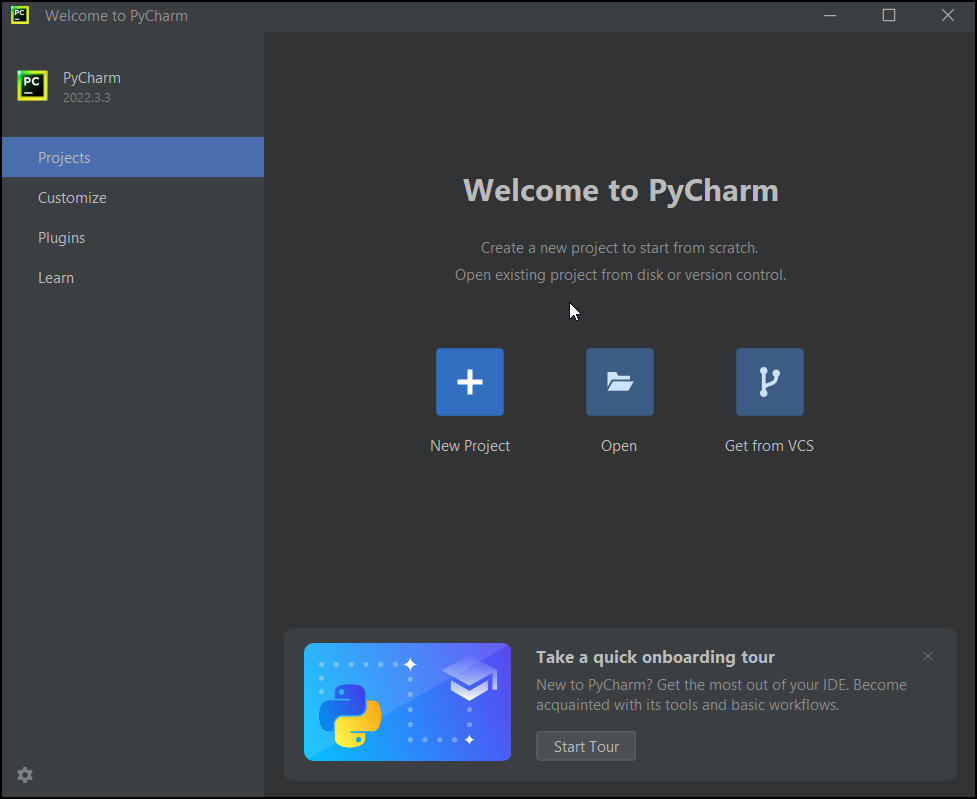 PC Welcome to PyCharm
PC PyCharm
2022.3.3
Projects
Customize
Plugins
Learn
Welcome to PyCharm
Create a new project to start from scratch.
Open existing project from disk or version control.
New Project
Open
Get from VCS
Take a quick onboarding tour
New to PyCharm? Get the most out of your IDE. Become
acquainted with its tools and basic workflows.
Start Tour